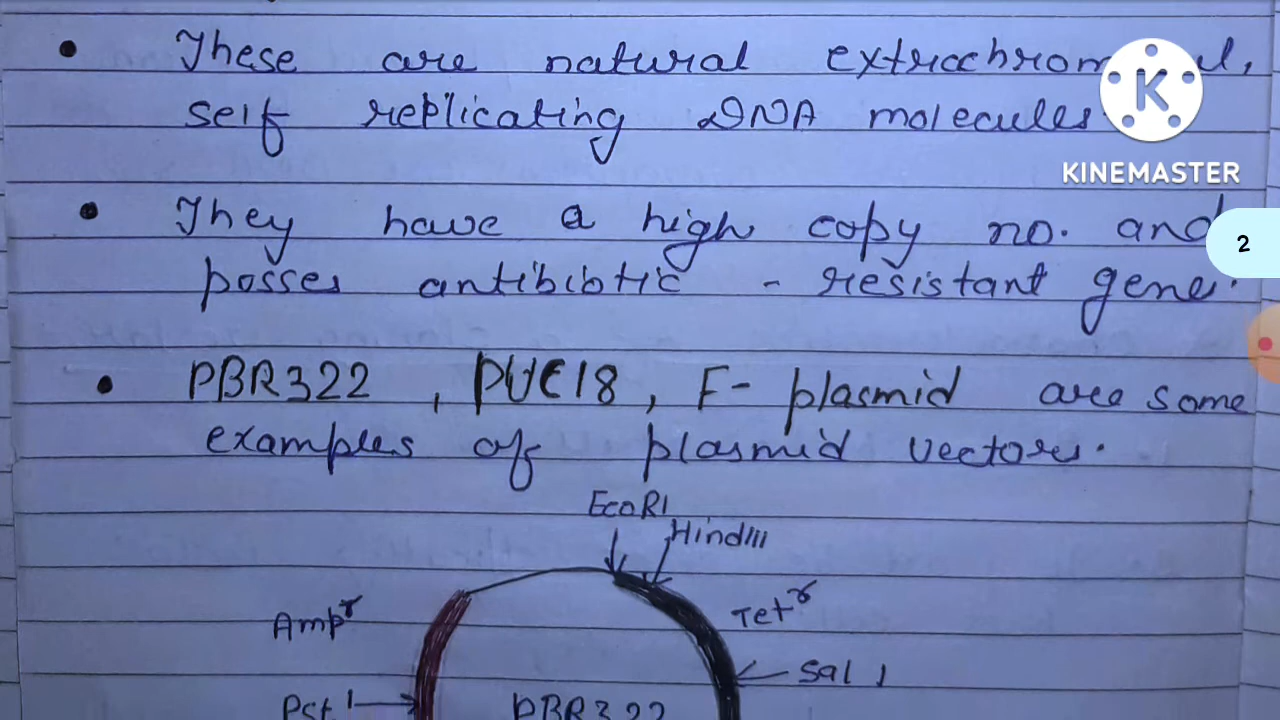 • These are natural
self replicating DNA molecules
K
KINEMASTER
• They have a high copy no. and
posses antibiotic - resistant gene.
2
• PBR322, PUC18, F- plasmid are some
examples of plasmid vectors.
EcoRI
HindIII
Ampʳ
Tetʳ
Sal I
Pst I
PBR322